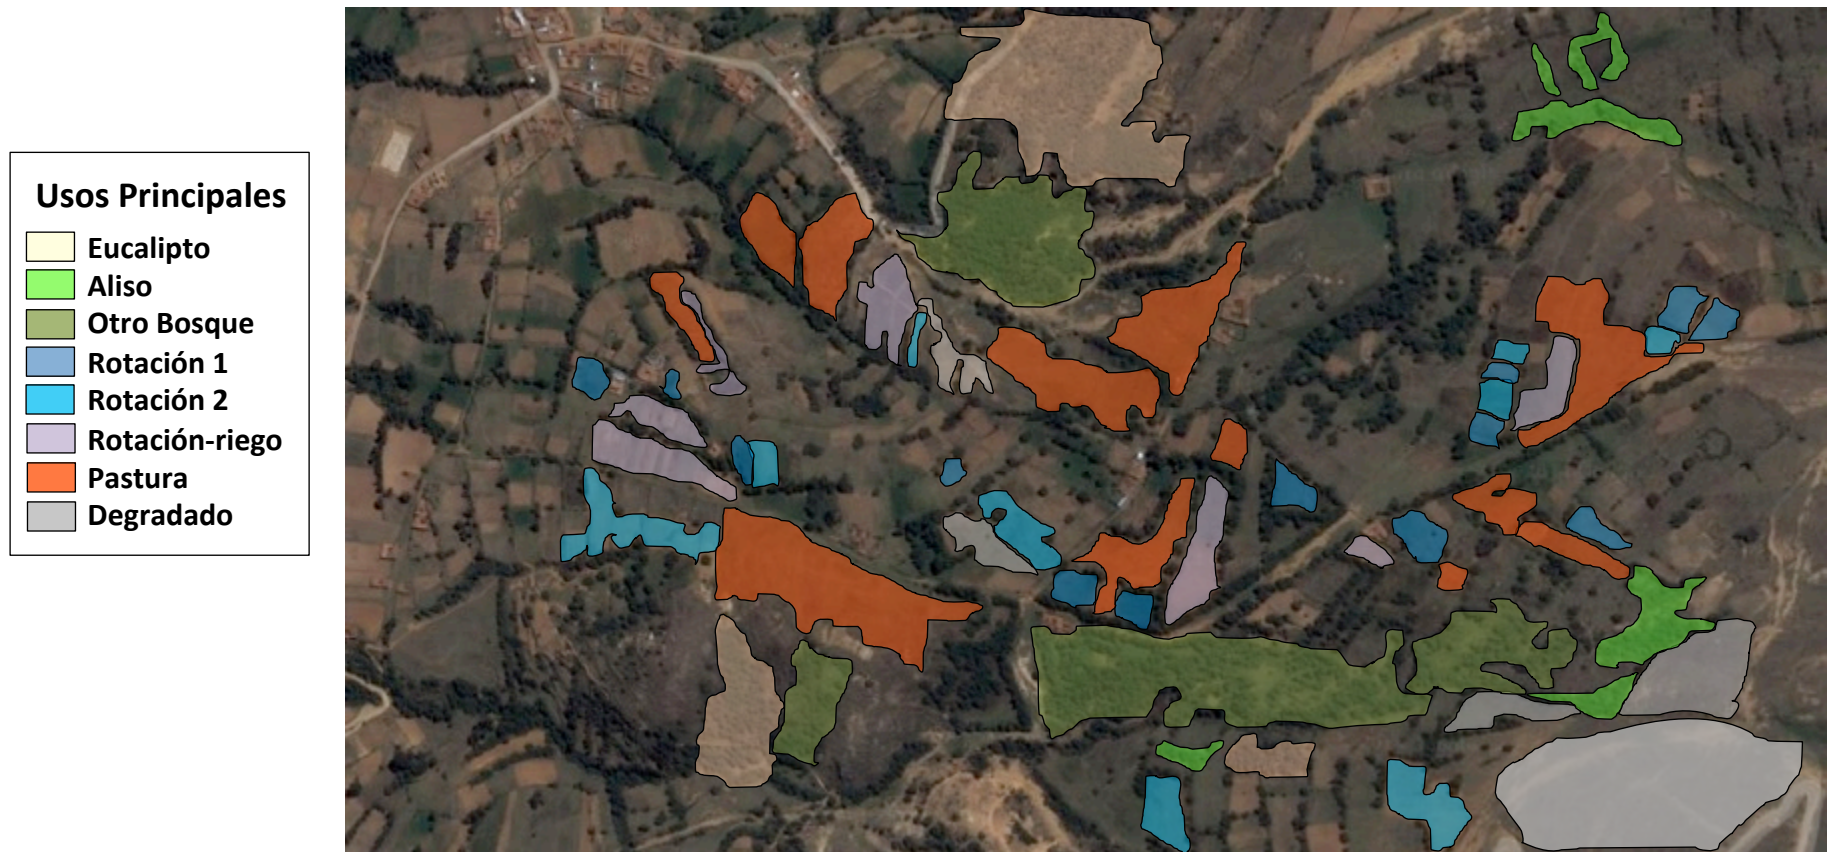 Usos Principales
Eucalipto
Aliso
Otro Bosque
Rotación 1
Rotación 2
Rotación-riego
Pastura
Degradado